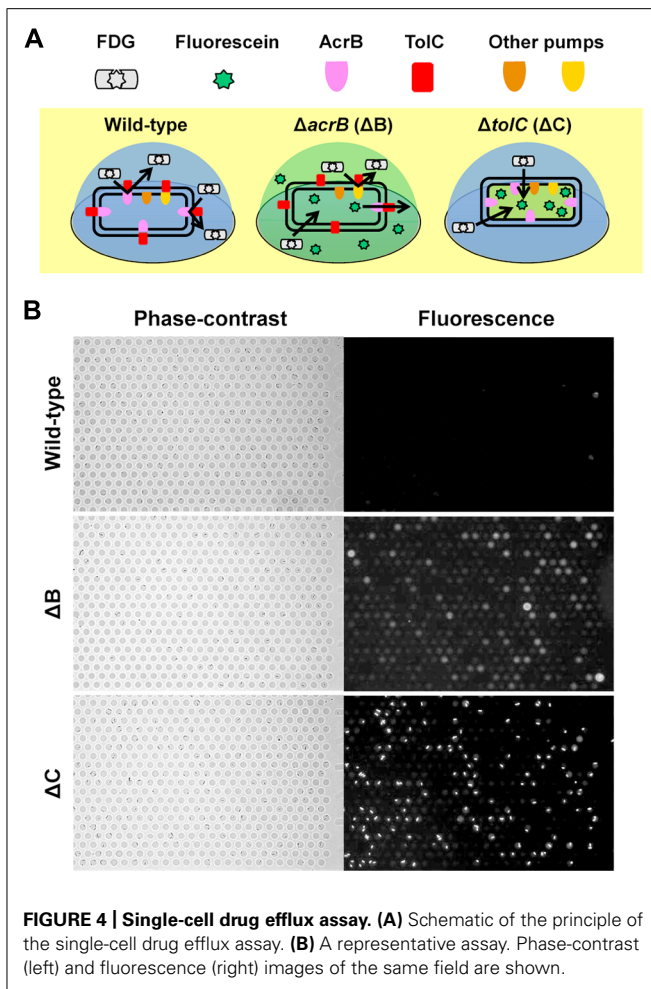 A
FDG Fluorescein AcrB TolC Other pumps
Wild-type ΔacrB (ΔB) ΔtolC (ΔC)
B
Phase-contrast Fluorescence
Wild-type
ΔB
ΔC
FIGURE 4 | Single-cell drug efflux assay. (A) Schematic of the principle of
the single-cell drug efflux assay. (B) A representative assay. Phase-contrast
(left) and fluorescence (right) images of the same field are shown.